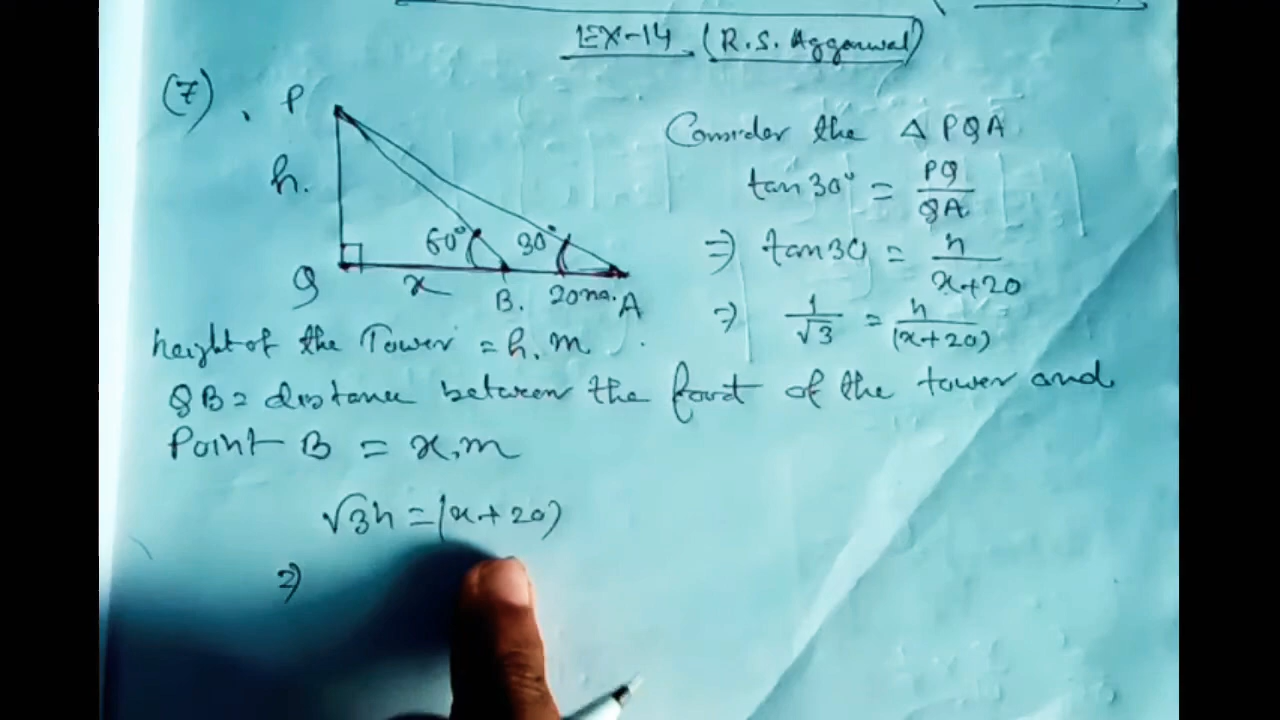 EX-14 (R.S. Aggarwal)
(7).
P
h.
60° 30°
Q x B. 20m. A
Consider the △ PQA
tan 30° = PQ/QA
⇒ tan 30 = h/x+20
⇒ 1/√3 = h/(x+20)
height of the Tower = h.m
QB = distance between the foot of the tower and
Point B = x.m
√3h = (x+20)
⇒